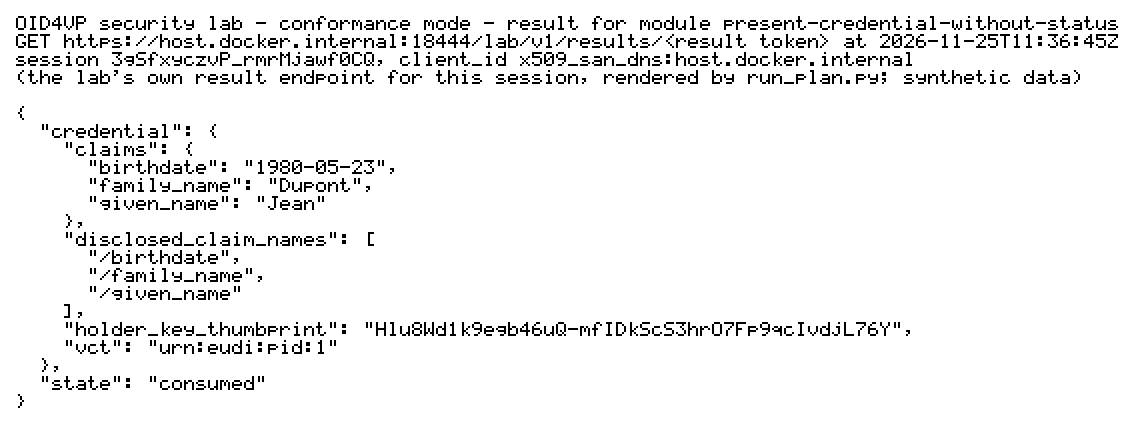 OID4VP security lab - conformance mode - result for module present-credential-without-status
GET https://host.docker.internal:18444/lab/v1/results/<result token> at 2026-11-25T11:36:45Z
session 3gSfxyczvP_rmrMjawf0CQ, client_id x509_san_dns:host.docker.internal
(the lab's own result endpoint for this session, rendered by run_plan.py; synthetic data)
{
  "credential": {
    "claims": {
      "birthdate": "1980-05-23",
      "family_name": "Dupont",
      "given_name": "Jean"
    },
    "disclosed_claim_names": [
      "/birthdate",
      "/family_name",
      "/given_name"
    ],
    "holder_key_thumbprint": "Hlu8Wd1k9egb46uQ-mfIDkScS3hrO7Fp9qcIvdjL76Y",
    "vct": "urn:eudi:pid:1"
  },
  "state": "consumed"
}